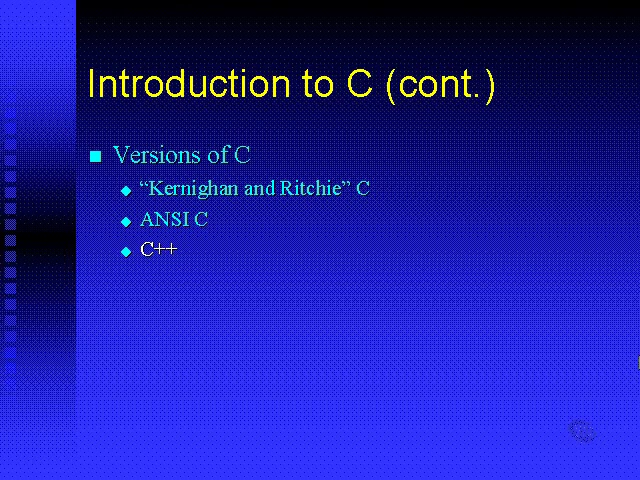 Introduction to C (cont.)
Versions of C
“Kernighan and Ritchie” C
ANSI C
C++